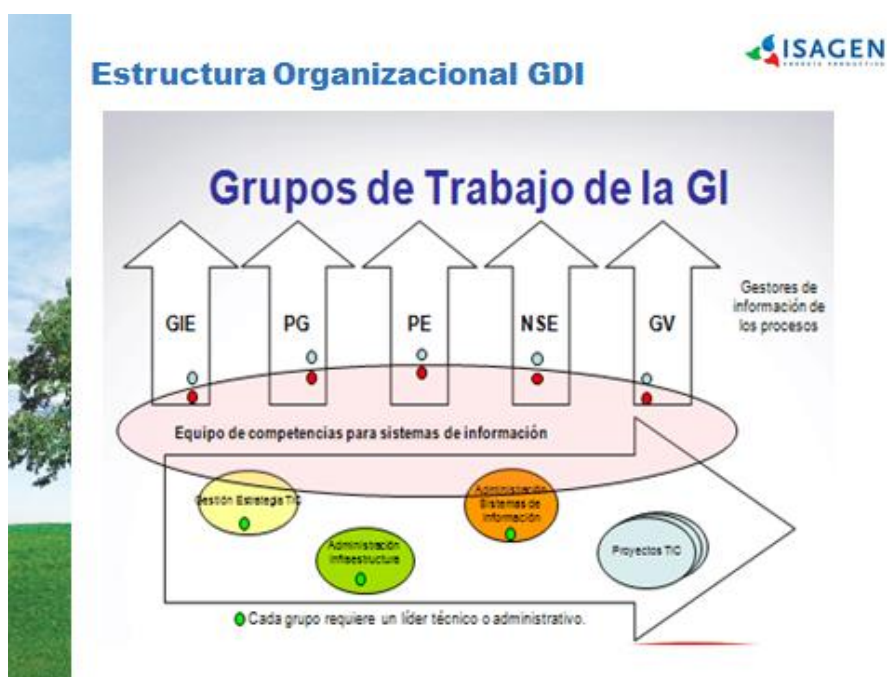 ISAGEN
ENERGÍA PRODUCTIVA
Estructura Organizacional GDI
Grupos de Trabajo de la GI
GIE
PG
PE
NSE
GV
Gestores de
información de
los procesos
Equipo de competencias para sistemas de información
Gestión Estrategia TIC
Administración
Sistemas de
Información
Administración
Infraestructura
Proyectos TIC
Cada grupo requiere un líder técnico o administrativo.